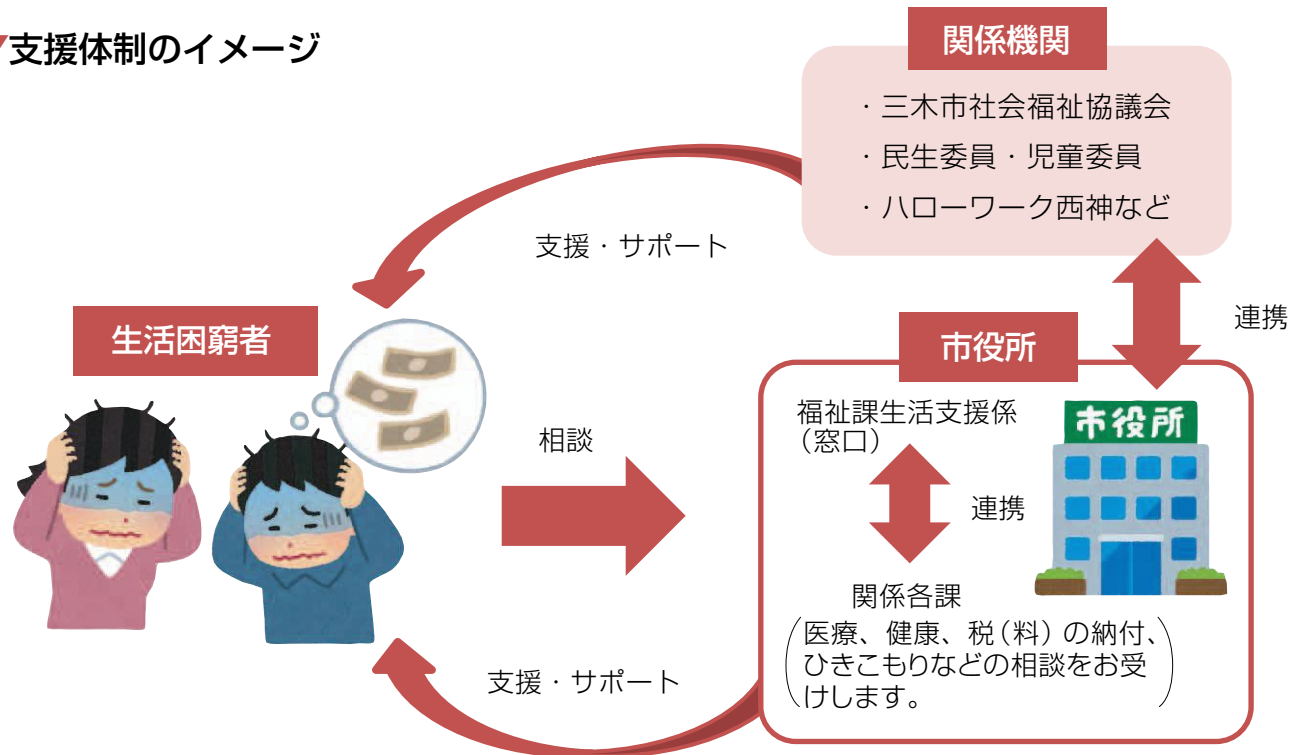 支援体制のイメージ
関係機関
・三木市社会福祉協議会
・民生委員・児童委員
・ハローワーク西神など
支援・サポート
連携
生活困窮者
相談
市役所
福祉課生活支援係
（窓口）
市役所
連携
関係各課
（医療、健康、税（料）の納付、
ひきこもりなどの相談をお受
けします。）
支援・サポート